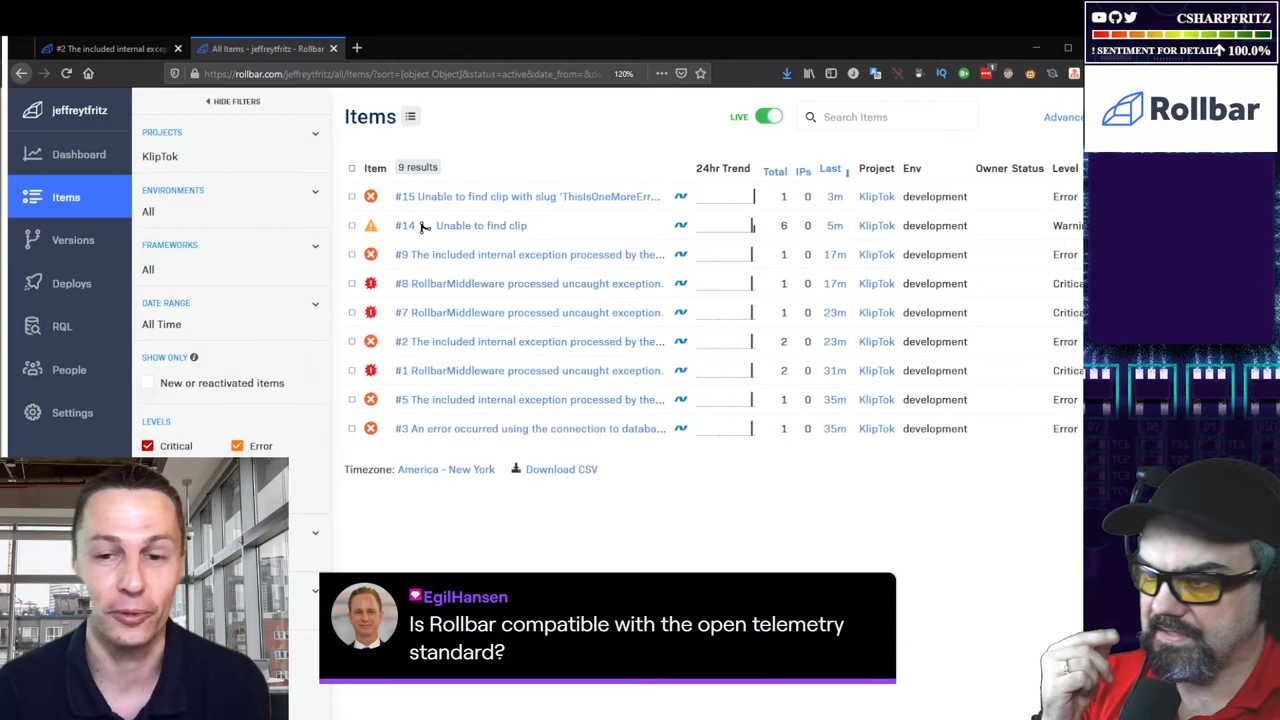 #2 The included internal excep
All Items - jeffreytfritz - Rollbar
https://rollbar.com/jeffreytfritz/all/items/?sort=[object Object]&status=active&date_from=&d
120%
CSHARPFRITZ
! SENTIMENT FOR DETAILS 100.0%
Rollbar
jeffreytfritz
Dashboard
Items
Versions
Deploys
RQL
People
Settings
HIDE FILTERS
PROJECTS
KlipTok
ENVIRONMENTS
All
FRAMEWORKS
All
DATE RANGE
All Time
SHOW ONLY
New or reactivated items
LEVELS
Critical Error
Items
LIVE
Search Items
Advance
Item 9 results 24hr Trend Total IPs Last Project Env Owner Status Level
#15 Unable to find clip with slug 'ThisIsOneMoreErr... 1 0 3m KlipTok development Error
#14 Unable to find clip 6 0 5m KlipTok development Warnin
#9 The included internal exception processed by the... 1 0 17m KlipTok development Error
#8 RollbarMiddleware processed uncaught exception. 1 0 17m KlipTok development Critica
#7 RollbarMiddleware processed uncaught exception. 1 0 23m KlipTok development Critica
#2 The included internal exception processed by the... 2 0 23m KlipTok development Error
#1 RollbarMiddleware processed uncaught exception. 2 0 31m KlipTok development Critica
#5 The included internal exception processed by the... 1 0 35m KlipTok development Error
#3 An error occurred using the connection to databa... 1 0 35m KlipTok development Error
Timezone: America - New York Download CSV
EgilHansen
Is Rollbar compatible with the open telemetry
standard?